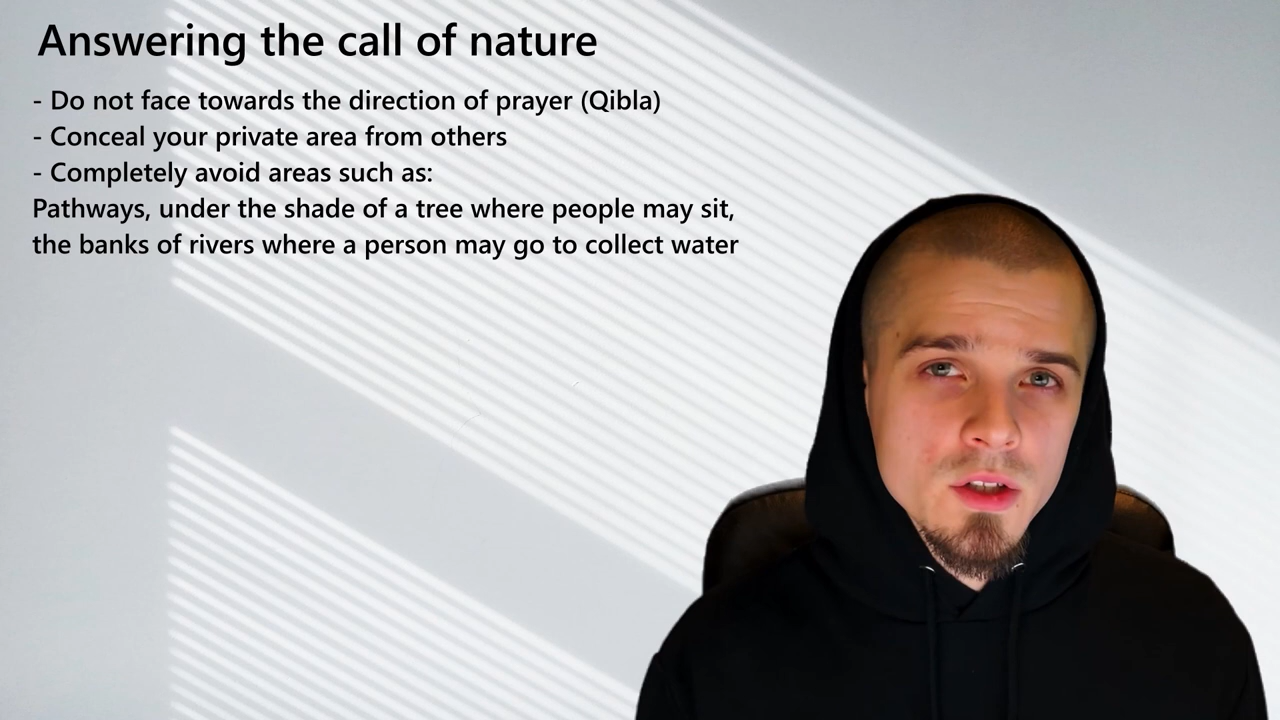 Answering the call of nature
- Do not face towards the direction of prayer (Qibla)
- Conceal your private area from others
- Completely avoid areas such as:
Pathways, under the shade of a tree where people may sit,
the banks of rivers where a person may go to collect water